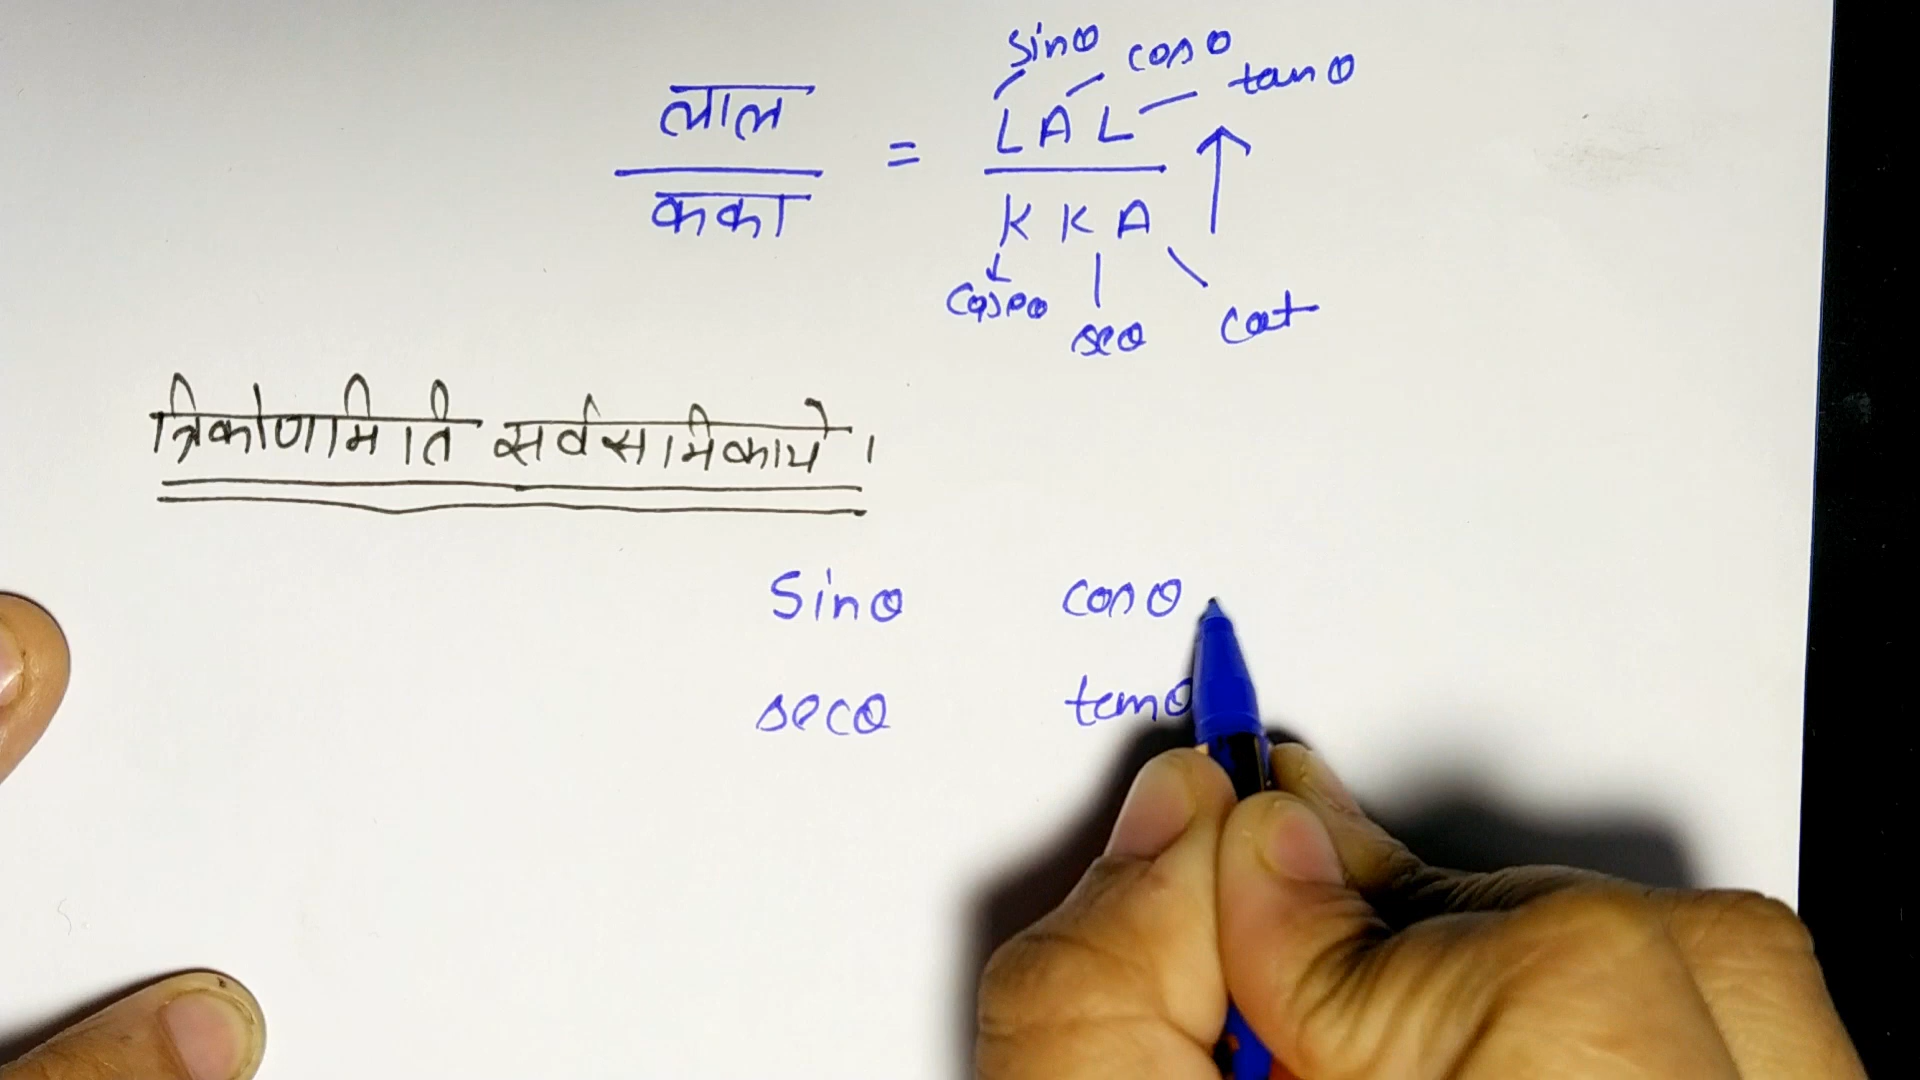 sinθ cosθ tanθ
लाल = LAL
कका KKA
cosecθ secθ cot
त्रिकोणमिति सर्वसमिकाये ।
Sinθ cosθ
secθ tanθ